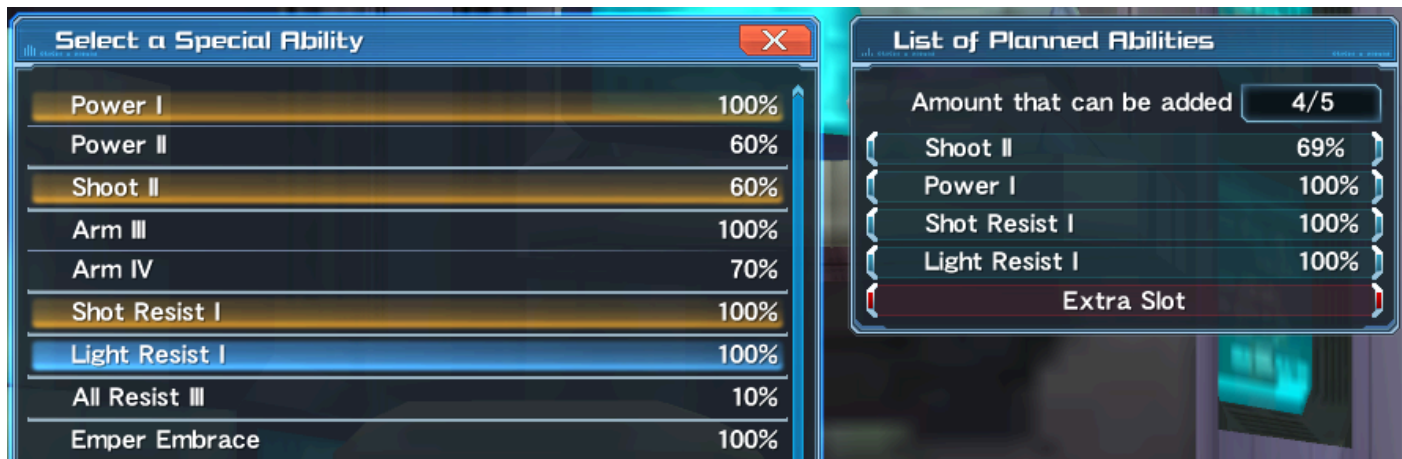 Select a Special Ability
Power I 100%
Power II 60%
Shoot II 60%
Arm III 100%
Arm IV 70%
Shot Resist I 100%
Light Resist I 100%
All Resist III 10%
Emper Embrace 100%
List of Planned Abilities
Amount that can be added 4/5
Shoot II 69%
Power I 100%
Shot Resist I 100%
Light Resist I 100%
Extra Slot